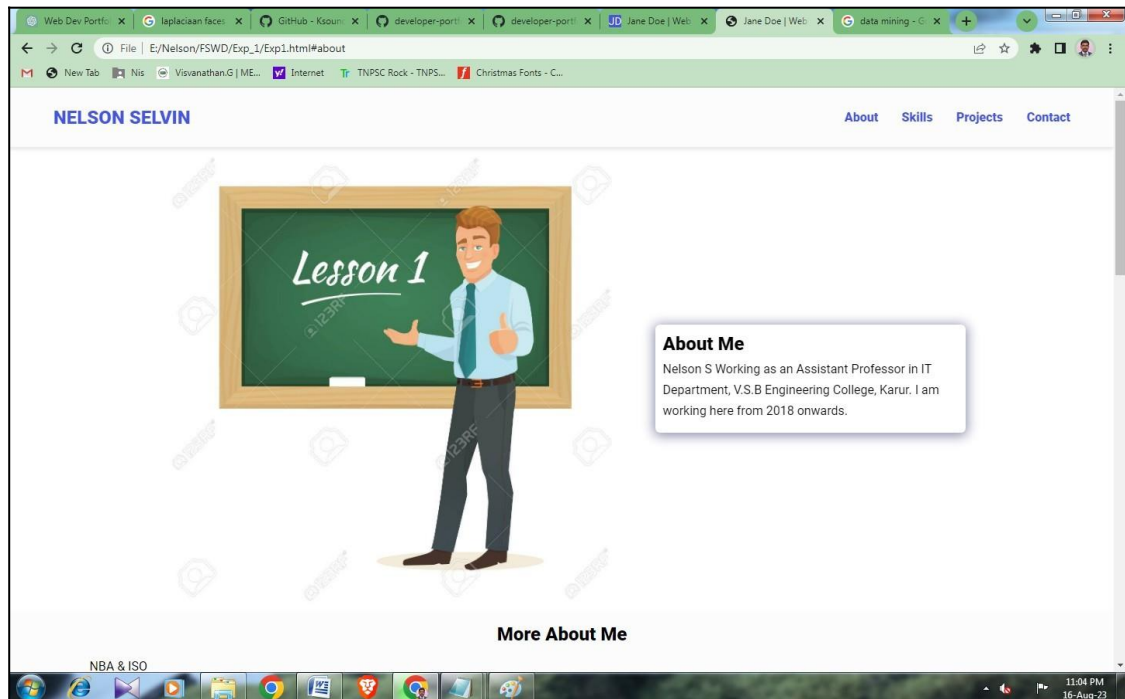 Web Dev Portfo
laplaciaan faces
GitHub - Ksoun
developer-portf
developer-portf
JD Jane Doe | Web
Jane Doe | Web
data mining - G
File | E:/Nelson/FSWD/Exp_1/Exp1.html#about
New Tab
Nis
Visvanathan.G | ME...
Internet
Tr TNPSC Rock - TNPS...
Christmas Fonts - C...
NELSON SELVIN
About Skills Projects Contact
Lesson 1
About Me
Nelson S Working as an Assistant Professor in IT
Department, V.S.B Engineering College, Karur. I am
working here from 2018 onwards.
More About Me
NBA & ISO
11:04 PM
16-Aug-23